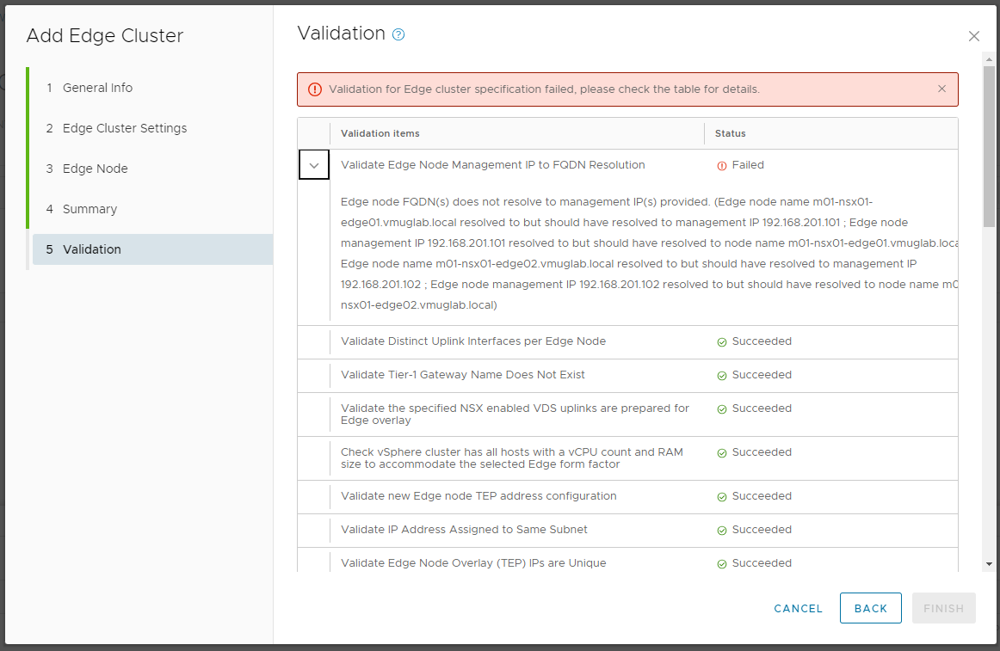 Add Edge Cluster
1 General Info
2 Edge Cluster Settings
3 Edge Node
4 Summary
5 Validation
Validation
Validation for Edge cluster specification failed, please check the table for details.
Validation items Status
Validate Edge Node Management IP to FQDN Resolution Failed
Edge node FQDN(s) does not resolve to management IP(s) provided. (Edge node name m01-nsx01-
edge01.vmuglab.local resolved to but should have resolved to management IP 192.168.201.101 ; Edge node
management IP 192.168.201.101 resolved to but should have resolved to node name m01-nsx01-edge01.vmuglab.loca
Edge node name m01-nsx01-edge02.vmuglab.local resolved to but should have resolved to management IP
192.168.201.102 ; Edge node management IP 192.168.201.102 resolved to but should have resolved to node name m0
nsx01-edge02.vmuglab.local)
Validate Distinct Uplink Interfaces per Edge Node Succeeded
Validate Tier-1 Gateway Name Does Not Exist Succeeded
Validate the specified NSX enabled VDS uplinks are prepared for Succeeded
Edge overlay
Check vSphere cluster has all hosts with a vCPU count and RAM Succeeded
size to accommodate the selected Edge form factor
Validate new Edge node TEP address configuration Succeeded
Validate IP Address Assigned to Same Subnet Succeeded
Validate Edge Node Overlay (TEP) IPs are Unique Succeeded
CANCEL BACK FINISH